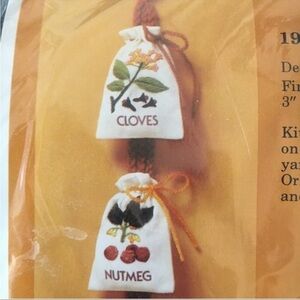 19
De
Fi
3"
CLOVES
Ki
on
ya
Or
an
NUTMEG